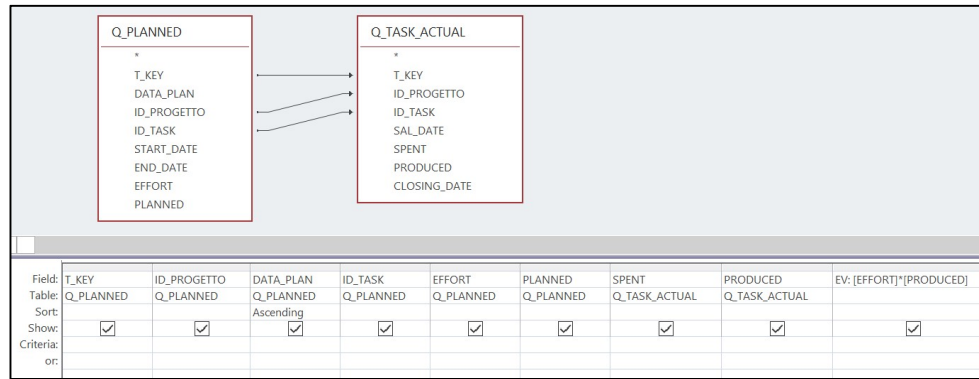 Q_PLANNED
*
T_KEY
DATA_PLAN
ID_PROGETTO
ID_TASK
START_DATE
END_DATE
EFFORT
PLANNED
Q_TASK_ACTUAL
*
T_KEY
ID_PROGETTO
ID_TASK
SAL_DATE
SPENT
PRODUCED
CLOSING_DATE
Field: T_KEY ID_PROGETTO DATA_PLAN ID_TASK EFFORT PLANNED SPENT PRODUCED EV: [EFFORT]*[PRODUCED]
Table: Q_PLANNED Q_PLANNED Q_PLANNED Q_PLANNED Q_PLANNED Q_PLANNED Q_TASK_ACTUAL Q_TASK_ACTUAL
Sort: Ascending
Show:
Criteria:
or: